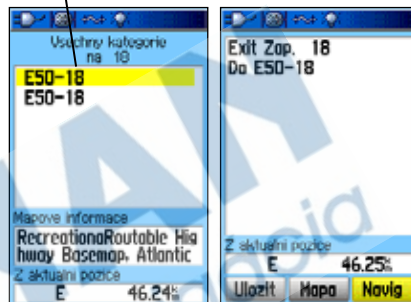 Vsechny kategorie
na 18
E50-18
E50-18
Mapove informace
RecreationaRoutable Hig
hway Basemap, Atlantic
Z aktualni pozice
E 46.24
Exit Zap. 18
Do E50-18
Z aktualni pozice
E 46.25
Ulozit Mapa Navig